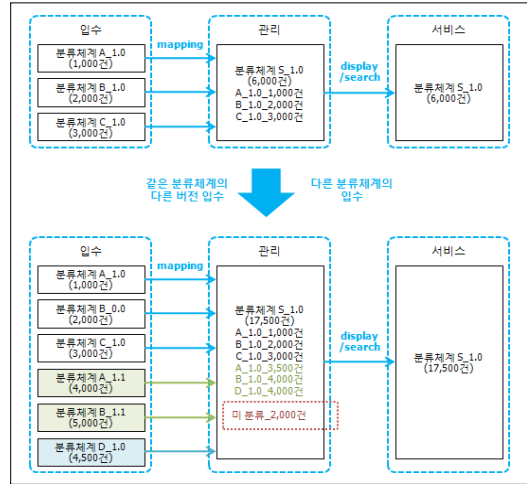 입수
관리
서비스
분류체계 A_1.0
(1,000건)
mapping
분류체계 B_1.0
(2,000건)
분류체계 C_1.0
(3,000건)
분류체계 S_1.0
(6,000건)
A_1.0_1,000건
B_1.0_2,000건
C_1.0_3,000건
display
/search
분류체계 S_1.0
(6,000건)
같은 분류체계의
다른 버전 입수
다른 분류체계의
입수
입수
관리
서비스
분류체계 A_1.0
(1,000건)
mapping
분류체계 B_0.0
(2,000건)
분류체계 C_1.0
(3,000건)
분류체계 A_1.1
(4,000건)
분류체계 B_1.1
(5,000건)
분류체계 D_1.0
(4,500건)
분류체계 S_1.0
(17,500건)
A_1.0_1,000건
B_1.0_2,000건
C_1.0_3,000건
A_1.0_3,500건
B_1.0_4,000건
D_1.0_4,000건
미 분류_2,000건
display
/search
분류체계 S_1.0
(17,500건)